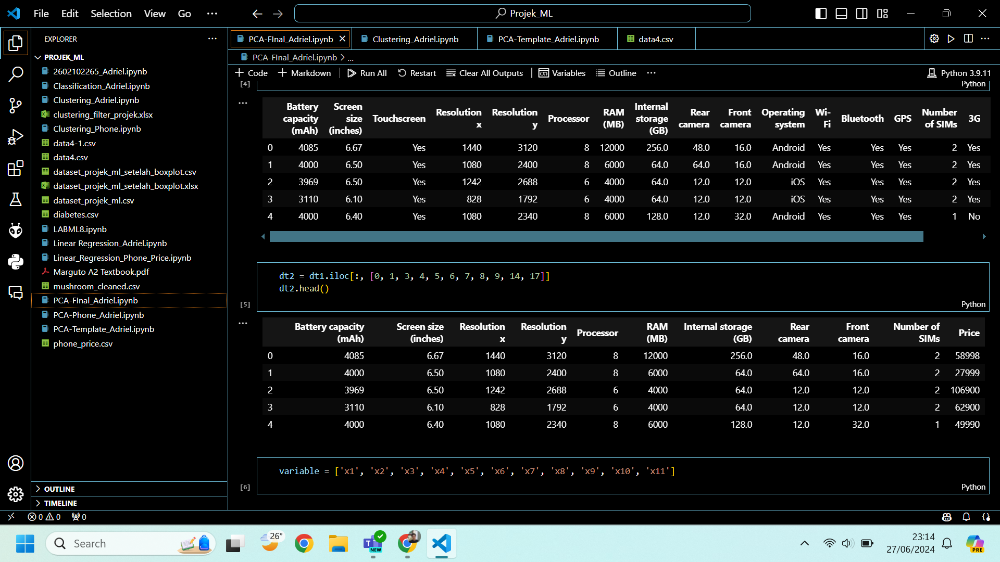 File Edit Selection View Go ··· Projek_ML
EXPLORER ···
PROJEK_ML
2602102265_Adriel.ipynb
Classification_Adriel.ipynb
Clustering_Adriel.ipynb
clustering_filter_projek.xlsx
Clustering_Phone.ipynb
data4-1.csv
data4.csv
dataset_projek_ml_setelah_boxplot.csv
dataset_projek_ml_setelah_boxplot.xlsx
dataset_projek_ml.csv
diabetes.csv
LABML8.ipynb
Linear Regression_Adriel.ipynb
Linear_Regression_Phone_Price.ipynb
Marguto A2 Textbook.pdf
mushroom_cleaned.csv
PCA-FInal_Adriel.ipynb
PCA-Phone_Adriel.ipynb
PCA-Template_Adriel.ipynb
phone_price.csv
OUTLINE
TIMELINE
PCA-FInal_Adriel.ipynb Clustering_Adriel.ipynb PCA-Template_Adriel.ipynb data4.csv
PCA-FInal_Adriel.ipynb > ...
+ Code + Markdown Run All Restart Clear All Outputs Variables Outline ··· Python 3.9.11
[4] Python
Battery capacity (mAh) Screen size (inches) Touchscreen Resolution x Resolution y Processor RAM (MB) Internal storage (GB) Rear camera Front camera Operating system Wi-Fi Bluetooth GPS Number of SIMs 3G
0 4085 6.67 Yes 1440 3120 8 12000 256.0 48.0 16.0 Android Yes Yes Yes 2 Yes
1 4000 6.50 Yes 1080 2400 8 6000 64.0 64.0 16.0 Android Yes Yes Yes 2 Yes
2 3969 6.50 Yes 1242 2688 6 4000 64.0 12.0 12.0 iOS Yes Yes Yes 2 Yes
3 3110 6.10 Yes 828 1792 6 4000 64.0 12.0 12.0 iOS Yes Yes Yes 2 Yes
4 4000 6.40 Yes 1080 2340 8 6000 128.0 12.0 32.0 Android Yes Yes Yes 1 No
dt2 = dt1.iloc[:, [0, 1, 3, 4, 5, 6, 7, 8, 9, 14, 17]]
dt2.head()
[5] Python
Battery capacity (mAh) Screen size (inches) Resolution x Resolution y Processor RAM (MB) Internal storage (GB) Rear camera Front camera Number of SIMs Price
0 4085 6.67 1440 3120 8 12000 256.0 48.0 16.0 2 58998
1 4000 6.50 1080 2400 8 6000 64.0 64.0 16.0 2 27999
2 3969 6.50 1242 2688 6 4000 64.0 12.0 12.0 2 106900
3 3110 6.10 828 1792 6 4000 64.0 12.0 12.0 2 62900
4 4000 6.40 1080 2340 8 6000 128.0 12.0 32.0 1 49990
variable = ['x1', 'x2', 'x3', 'x4', 'x5', 'x6', 'x7', 'x8', 'x9', 'x10', 'x11']
[6] Python
0 0 0
Search 26° NEW 23:14
27/06/2024
PRE